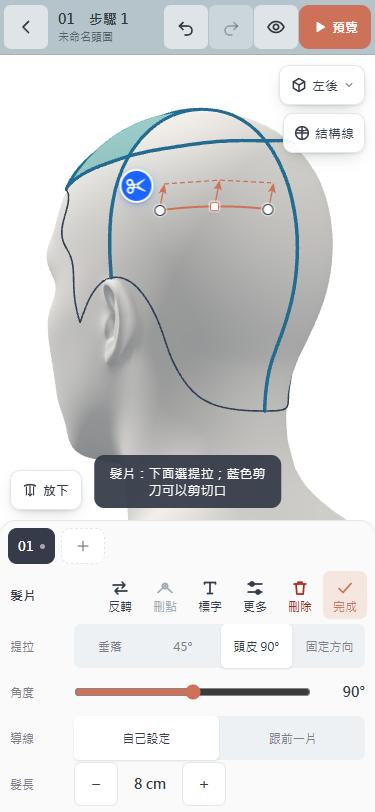 01　步驟 1
未命名頭圖
預覽
左後
結構線
髮片：下面選提拉；藍色剪
刀可以剪切口
放下
01
髮片
反轉
刪點
標字
更多
刪除
完成
提拉
垂落
45°
頭皮 90°
固定方向
角度
90°
導線
自己設定
跟前一片
髮長
−
8 cm
+